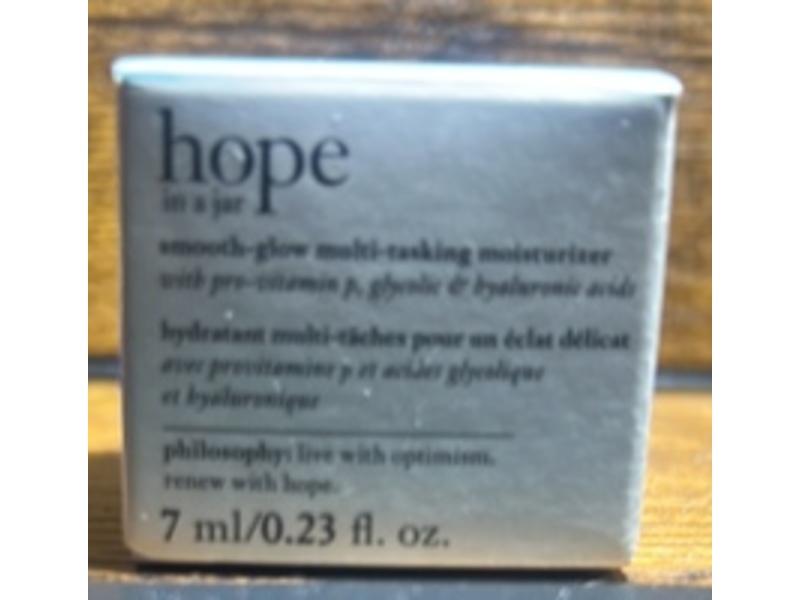 hope
in a jar
smooth-glow multi-tasking moisturizer
with pro-vitamin p, glycolic & hyaluronic acids
hydratant multi-tâches pour un éclat délicat
avec provitamine p et acides glycolique
et hyaluronique
philosophy: live with optimism.
renew with hope.
7 ml/0.23 fl. oz.